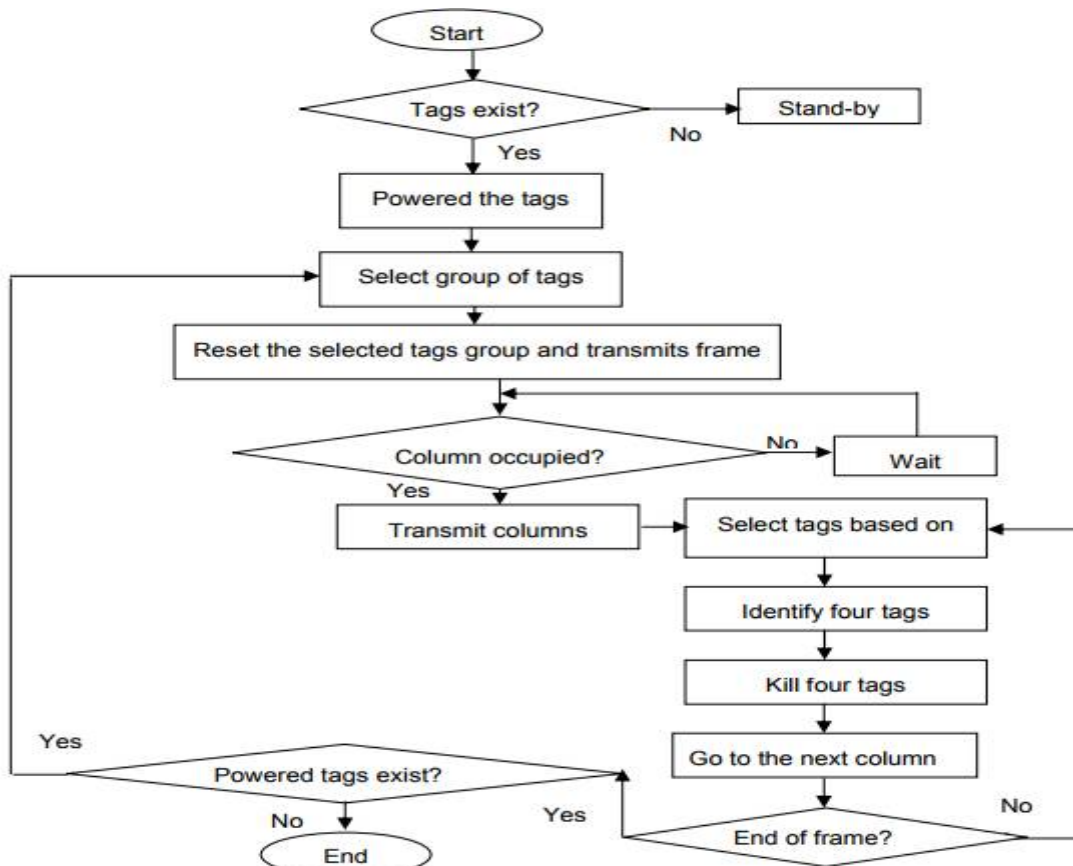 Start
Tags exist?
Stand-by
No
Yes
Powered the tags
Select group of tags
Reset the selected tags group and transmits frame
Column occupied?
No
Wait
Yes
Transmit columns
Select tags based on
Identify four tags
Kill four tags
Go to the next column
End of frame?
No
Yes
Powered tags exist?
Yes
No
End